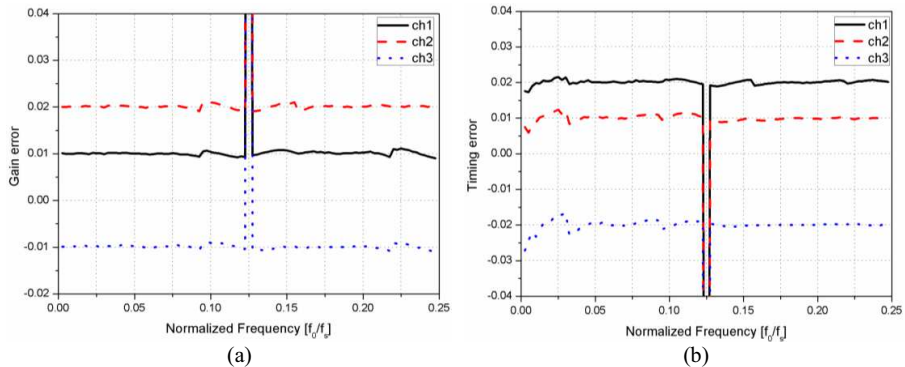 0.04
0.03
0.02
0.01
0.00
-0.01
-0.02
Gain error
ch1
ch2
ch3
0.00
0.05
0.10
0.15
0.20
0.25
Normalized Frequency [f₀/fₛ]
(a)
0.04
0.03
0.02
0.01
0.00
-0.01
-0.02
-0.03
-0.04
Timing error
ch1
ch2
ch3
0.00
0.05
0.10
0.15
0.20
0.25
Normalized Frequency [f₀/fₛ]
(b)